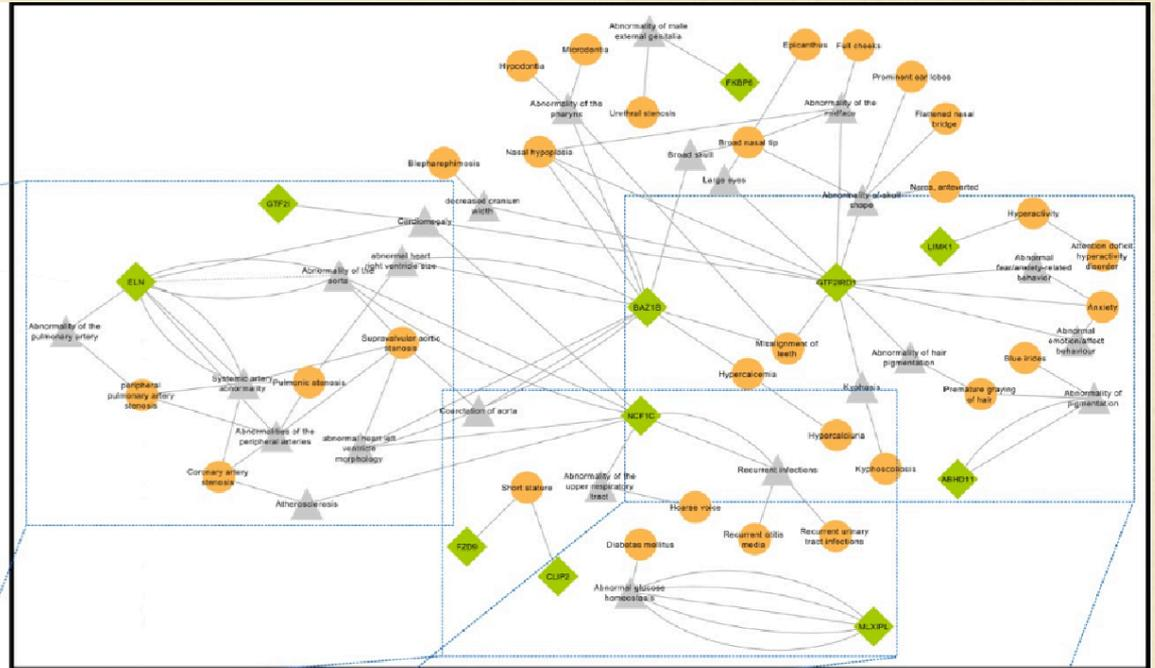 Abnormality of male
external genitalia
Microdontia
Epicanthus
Full cheeks
Hypodontia
FKBP6
Prominent ear lobes
Abnormality of the
pharynx
Urethral stenosis
Abnormality of the
midface
Flattened nasal
bridge
Nasal hypoplasia
Broad skull
Broad nasal tip
Blepharophimosis
Large eyes
Nares, anteverted
GTF2I
decreased cranium
width
Abnormality of skull
shape
Cardiomegaly
Hyperactivity
LIMK1
Attention deficit
hyperactivity
disorder
abnormal heart
right ventricle size
Abnormality of the
aorta
Abnormal
fear/anxiety-related
behavior
ELN
GTF2IRD1
BAZ1B
Anxiety
Abnormality of the
pulmonary artery
Supravalvular aortic
stenosis
Misalignment of
teeth
Abnormal
emotion/affect
behaviour
Abnormality of hair
pigmentation
Blue irides
Hypercalcemia
Systemic artery
abnormality
Pulmonic stenosis
peripheral
pulmonary artery
stenosis
Kyphosis
Premature graying
of hair
Abnormality of
pigmentation
Coarctation of aorta
NCF1C
Abnormalities of the
peripheral arteries
abnormal heart left
ventricle
morphology
Hypercalciuria
Coronary artery
stenosis
Recurrent infections
Kyphoscoliosis
ABHD11
Abnormality of the
upper respiratory
tract
Short stature
Atherosclerosis
Hoarse voice
Recurrent otitis
media
Recurrent urinary
tract infections
FZD9
Diabetes mellitus
CLIP2
Abnormal glucose
homeostasis
MLXIPL